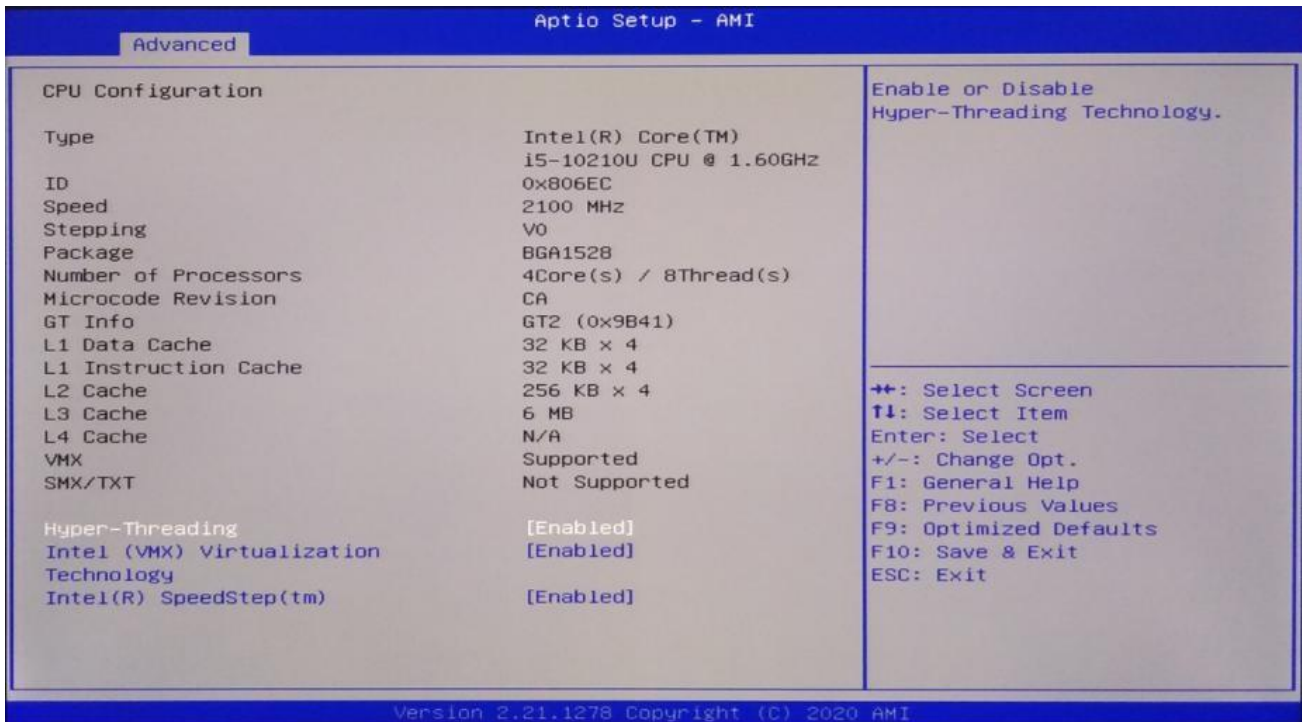 Aptio Setup - AMI
Advanced
CPU Configuration
Type Intel(R) Core(TM)
i5-10210U CPU @ 1.60GHz
ID 0x806EC
Speed 2100 MHz
Stepping V0
Package BGA1528
Number of Processors 4Core(s) / 8Thread(s)
Microcode Revision CA
GT Info GT2 (0x9B41)
L1 Data Cache 32 KB x 4
L1 Instruction Cache 32 KB x 4
L2 Cache 256 KB x 4
L3 Cache 6 MB
L4 Cache N/A
VMX Supported
SMX/TXT Not Supported
Hyper-Threading [Enabled]
Intel (VMX) Virtualization [Enabled]
Technology
Intel(R) SpeedStep(tm) [Enabled]
Enable or Disable
Hyper-Threading Technology.
→←: Select Screen
↑↓: Select Item
Enter: Select
+/-: Change Opt.
F1: General Help
F8: Previous Values
F9: Optimized Defaults
F10: Save & Exit
ESC: Exit
Version 2.21.1278 Copyright (C) 2020 AMI